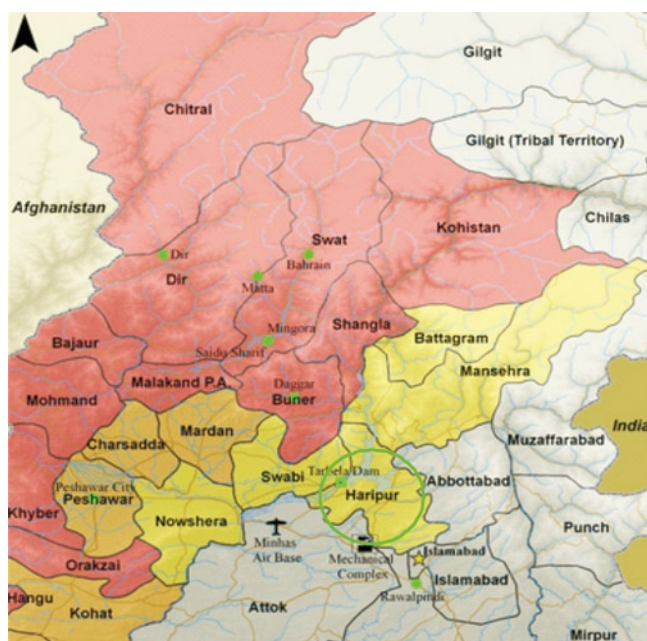 Gilgit
Chitral
Gilgit (Tribal Territory)
Afghanistan
Chilas
Kohistan
Swat
Dir
Bahrain
Dir
Matta
Shangla
Mingora
Battagram
Bajaur
Saidu Sharif
Mansehra
Malakand P.A.
Daggar
Buner
Mohmand
India
Mardan
Charsadda
Muzaffarabad
Swabi
Tarbela Dam
Abbottabad
Peshawar City
Peshawar
Haripur
Khyber
Nowshera
Punch
Minhas
Air Base
Mechanical
Complex
Islamabad
Orakzai
Islamabad
Rawalpindi
Hangu
Kohat
Attok
Mirpur